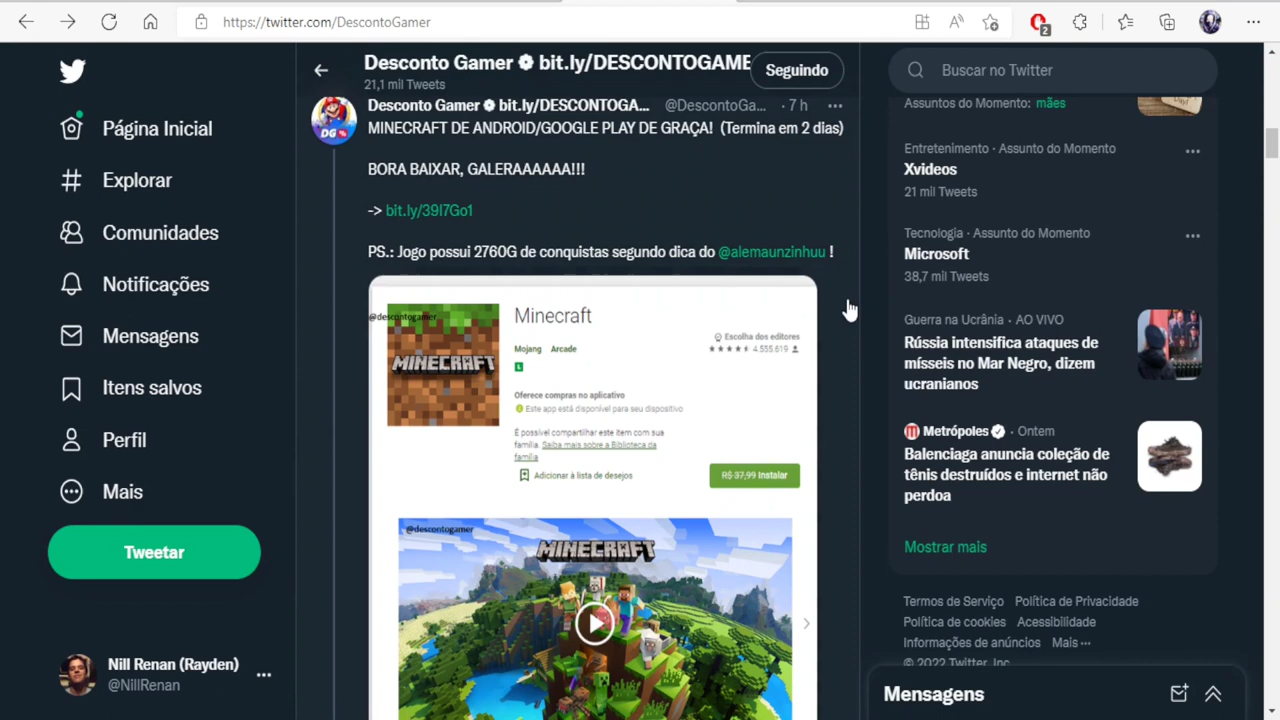 https://twitter.com/DescontoGamer
2
Página Inicial
Explorar
Comunidades
Notificações
Mensagens
Itens salvos
Perfil
Mais
Tweetar
Nill Renan (Rayden)
@NillRenan
Desconto Gamer bit.ly/DESCONTOGAME
21,1 mil Tweets
Seguindo
Desconto Gamer bit.ly/DESCONTOGA... @DescontoGa... · 7 h
MINECRAFT DE ANDROID/GOOGLE PLAY DE GRAÇA! (Termina em 2 dias)
BORA BAIXAR, GALERAAAAAA!!!
-> bit.ly/39I7Go1
PS.: Jogo possui 2760G de conquistas segundo dica do @alemaunzinhuu !
DG %
@descontogamer
MINECRAFT
Minecraft
Mojang Arcade
Escolha dos editores
4.555.619
L
Oferece compras no aplicativo
Este app está disponível para seu dispositivo
É possível compartilhar este item com sua
família. Saiba mais sobre a Biblioteca da
família
Adicionar à lista de desejos
R$ 37,99 Instalar
@descontogamer
MINECRAFT
Buscar no Twitter
Assuntos do Momento: mães
Entretenimento · Assunto do Momento
Xvideos
21 mil Tweets
Tecnologia · Assunto do Momento
Microsoft
38,7 mil Tweets
Guerra na Ucrânia · AO VIVO
Rússia intensifica ataques de
mísseis no Mar Negro, dizem
ucranianos
Metrópoles · Ontem
Balenciaga anuncia coleção de
tênis destruídos e internet não
perdoa
Mostrar mais
Termos de Serviço Política de Privacidade
Política de cookies Acessibilidade
Informações de anúncios Mais ···
© 2022 Twitter, Inc.
Mensagens